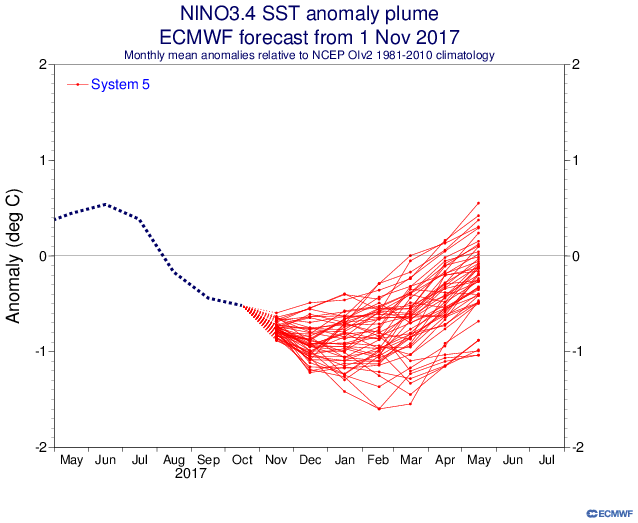 NINO3.4 SST anomaly plume
ECMWF forecast from 1 Nov 2017
Monthly mean anomalies relative to NCEP OIv2 1981-2010 climatology
2 2
System 5
1 1
0 0
-1 -1
-2 -2
Anomaly (deg C)
May Jun Jul Aug Sep Oct Nov Dec Jan Feb Mar Apr May Jun Jul
2017
ECMWF